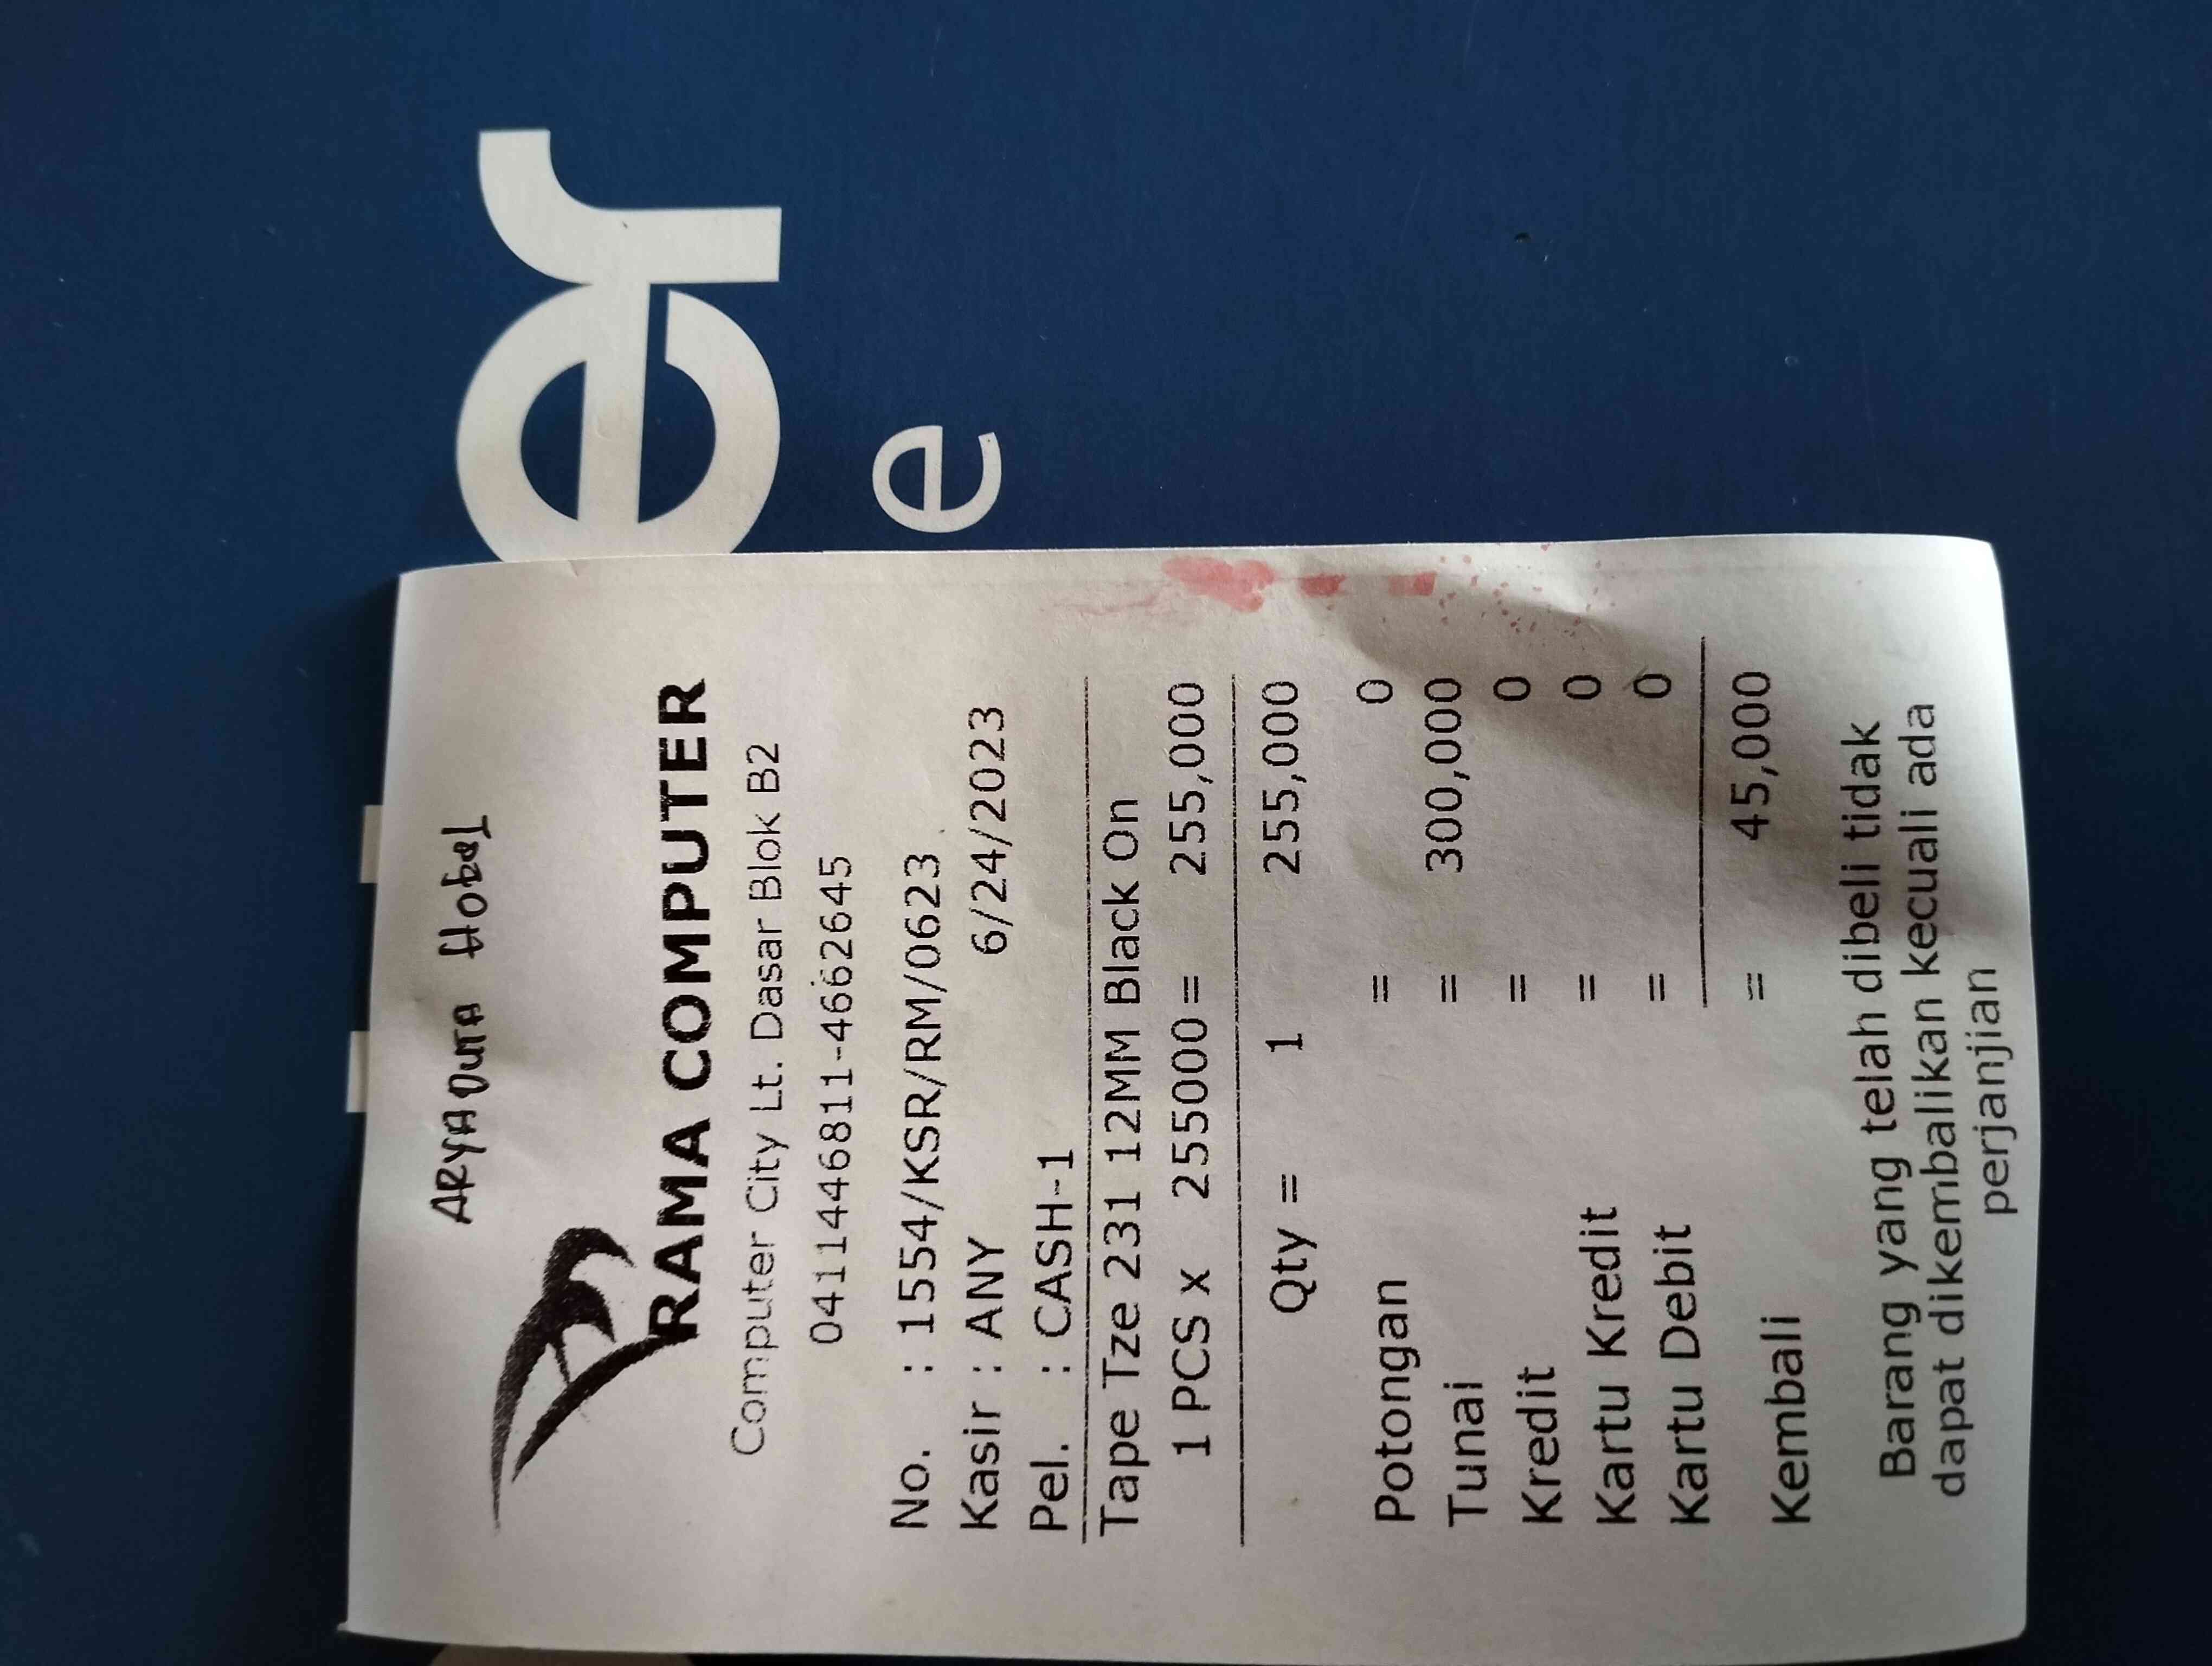 er
e
ARYADUTA Hotel
RAMA COMPUTER
Computer City Lt. Dasar Blok B2
04114446811-4662645
No. : 1554/KSR/RM/0623
Kasir : ANY 6/24/2023
Pel. : CASH-1
Tape Tze 231 12MM Black On
1 PCS x 255000 = 255,000
Qty = 1 255,000
Potongan = 0
Tunai = 300,000
Kredit = 0
Kartu Kredit = 0
Kartu Debit = 0
Kembali = 45,000
Barang yang telah dibeli tidak
dapat dikembalikan kecuali ada
perjanjian